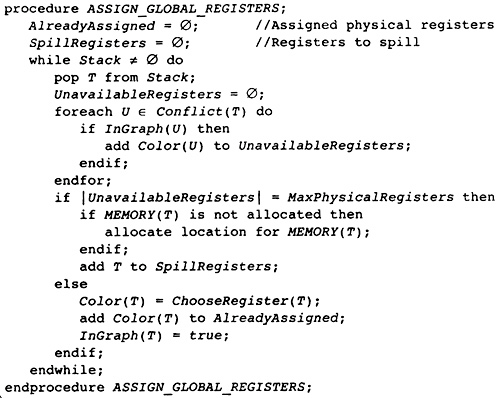 procedure ASSIGN_GLOBAL_REGISTERS;
AlreadyAssigned = ∅; //Assigned physical registers
SpillRegisters = ∅; //Registers to spill
while Stack ≠ ∅ do
pop T from Stack;
UnavailableRegisters = ∅;
foreach U ∈ Conflict(T) do
if InGraph(U) then
add Color(U) to UnavailableRegisters;
endif;
endfor;
if |UnavailableRegisters| = MaxPhysicalRegisters then
if MEMORY(T) is not allocated then
allocate location for MEMORY(T);
endif;
add T to SpillRegisters;
else
Color(T) = ChooseRegister(T);
add Color(T) to AlreadyAssigned;
InGraph(T) = true;
endif;
endwhile;
endprocedure ASSIGN_GLOBAL_REGISTERS;